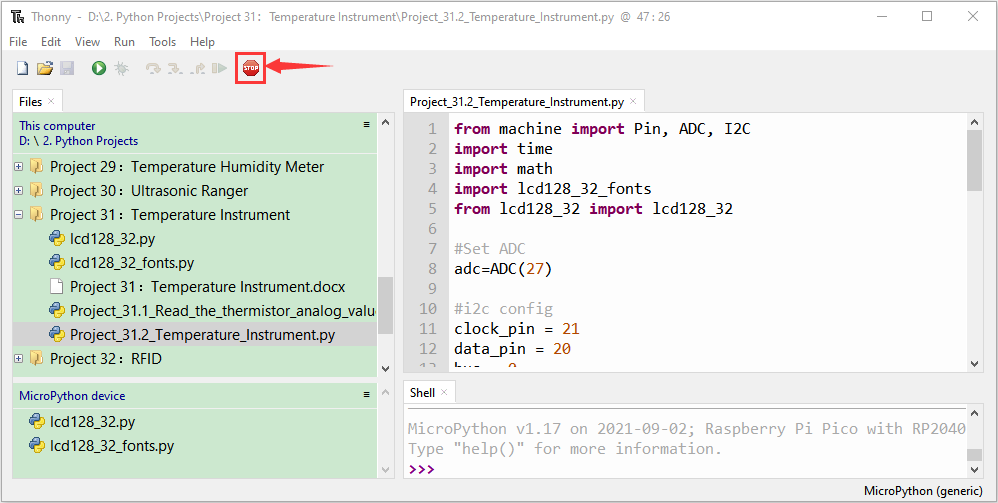 Thonny - D:\2. Python Projects\Project 31：Temperature Instrument\Project_31.2_Temperature_Instrument.py @ 47 : 26
File Edit View Run Tools Help
STOP
Files
This computer
D: \ 2. Python Projects
Project 29：Temperature Humidity Meter
Project 30：Ultrasonic Ranger
Project 31：Temperature Instrument
lcd128_32.py
lcd128_32_fonts.py
Project 31：Temperature Instrument.docx
Project_31.1_Read_the_thermistor_analog_valu
Project_31.2_Temperature_Instrument.py
Project 32：RFID
MicroPython device
lcd128_32.py
lcd128_32_fonts.py
Project_31.2_Temperature_Instrument.py
1 from machine import Pin, ADC, I2C
2 import time
3 import math
4 import lcd128_32_fonts
5 from lcd128_32 import lcd128_32
6
7 #Set ADC
8 adc=ADC(27)
9
10 #i2c config
11 clock_pin = 21
12 data_pin = 20
13 bus = 0
Shell
MicroPython v1.17 on 2021-09-02; Raspberry Pi Pico with RP2040
Type "help()" for more information.
>>>
MicroPython (generic)